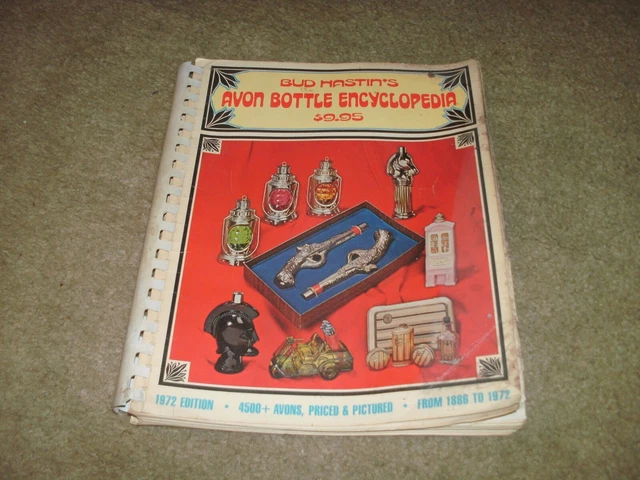 BUD HASTIN'S
AVON BOTTLE ENCYCLOPEDIA
$9.95
1972 EDITION • 4500+ AVONS, PRICED & PICTURED • FROM 1886 TO 1972